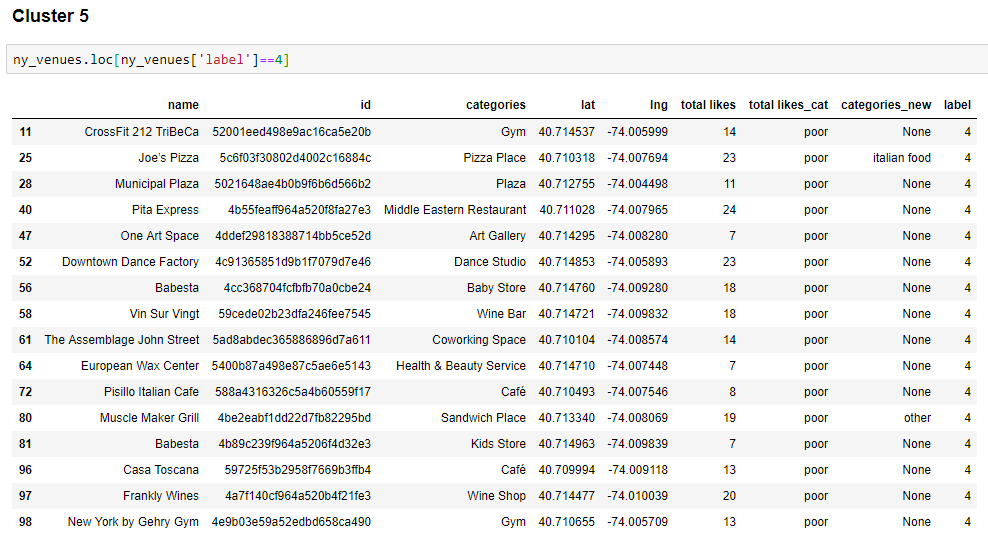 Cluster 5
ny_venues.loc[ny_venues['label']==4]
name id categories lat lng total likes total likes_cat categories_new label
11 CrossFit 212 TriBeCa 52001eed498e9ac16ca5e20b Gym 40.714537 -74.005999 14 poor None 4
25 Joe's Pizza 5c6f03f30802d4002c16884c Pizza Place 40.710318 -74.007694 23 poor italian food 4
28 Municipal Plaza 5021648ae4b0b9f6b6d566b2 Plaza 40.712755 -74.004498 11 poor None 4
40 Pita Express 4b55feaff964a520f8fa27e3 Middle Eastern Restaurant 40.711028 -74.007965 24 poor None 4
47 One Art Space 4ddef29818388714bb5ce52d Art Gallery 40.714295 -74.008280 7 poor None 4
52 Downtown Dance Factory 4c91365851d9b1f7079d7e46 Dance Studio 40.714853 -74.005893 23 poor None 4
56 Babesta 4cc368704fcfbfb70a0cbe24 Baby Store 40.714760 -74.009280 18 poor None 4
58 Vin Sur Vingt 59cede02b23dfa246fee7545 Wine Bar 40.714721 -74.009832 18 poor None 4
61 The Assemblage John Street 5ad8abdec365886896d7a611 Coworking Space 40.710104 -74.008574 14 poor None 4
64 European Wax Center 5400b87a498e87c5ae6e5143 Health & Beauty Service 40.714710 -74.007448 7 poor None 4
72 Pisillo Italian Cafe 588a4316326c5a4b60559f17 Café 40.710493 -74.007546 8 poor None 4
80 Muscle Maker Grill 4be2eabf1dd22d7fb82295bd Sandwich Place 40.713340 -74.008069 19 poor other 4
81 Babesta 4b89c239f964a5206f4d32e3 Kids Store 40.714963 -74.009839 7 poor None 4
96 Casa Toscana 59725f53b2958f7669b3ffb4 Café 40.709994 -74.009118 13 poor None 4
97 Frankly Wines 4a7f140cf964a520b4f21fe3 Wine Shop 40.714477 -74.010039 20 poor None 4
98 New York by Gehry Gym 4e9b03e59a52edbd658ca490 Gym 40.710655 -74.005709 13 poor None 4